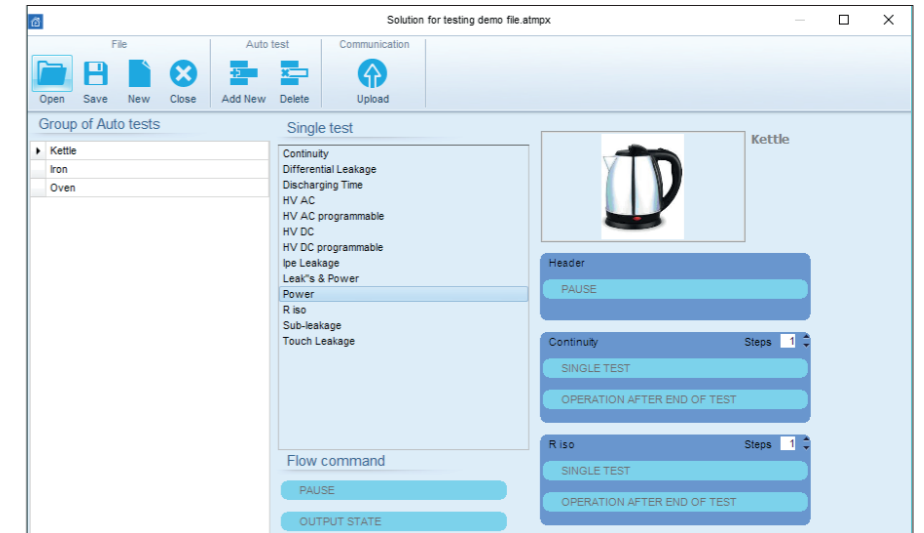 Solution for testing demo file.atmpx
File
Auto test
Communication
Open
Save
New
Close
Add New
Delete
Upload
Group of Auto tests
Kettle
Iron
Oven
Single test
Continuity
Differential Leakage
Discharging Time
HV AC
HV AC programmable
HV DC
HV DC programmable
Ipe Leakage
Leak"s & Power
Power
R iso
Sub-leakage
Touch Leakage
Flow command
PAUSE
OUTPUT STATE
Kettle
Header
PAUSE
Continuity Steps 1
SINGLE TEST
OPERATION AFTER END OF TEST
R iso Steps 1
SINGLE TEST
OPERATION AFTER END OF TEST